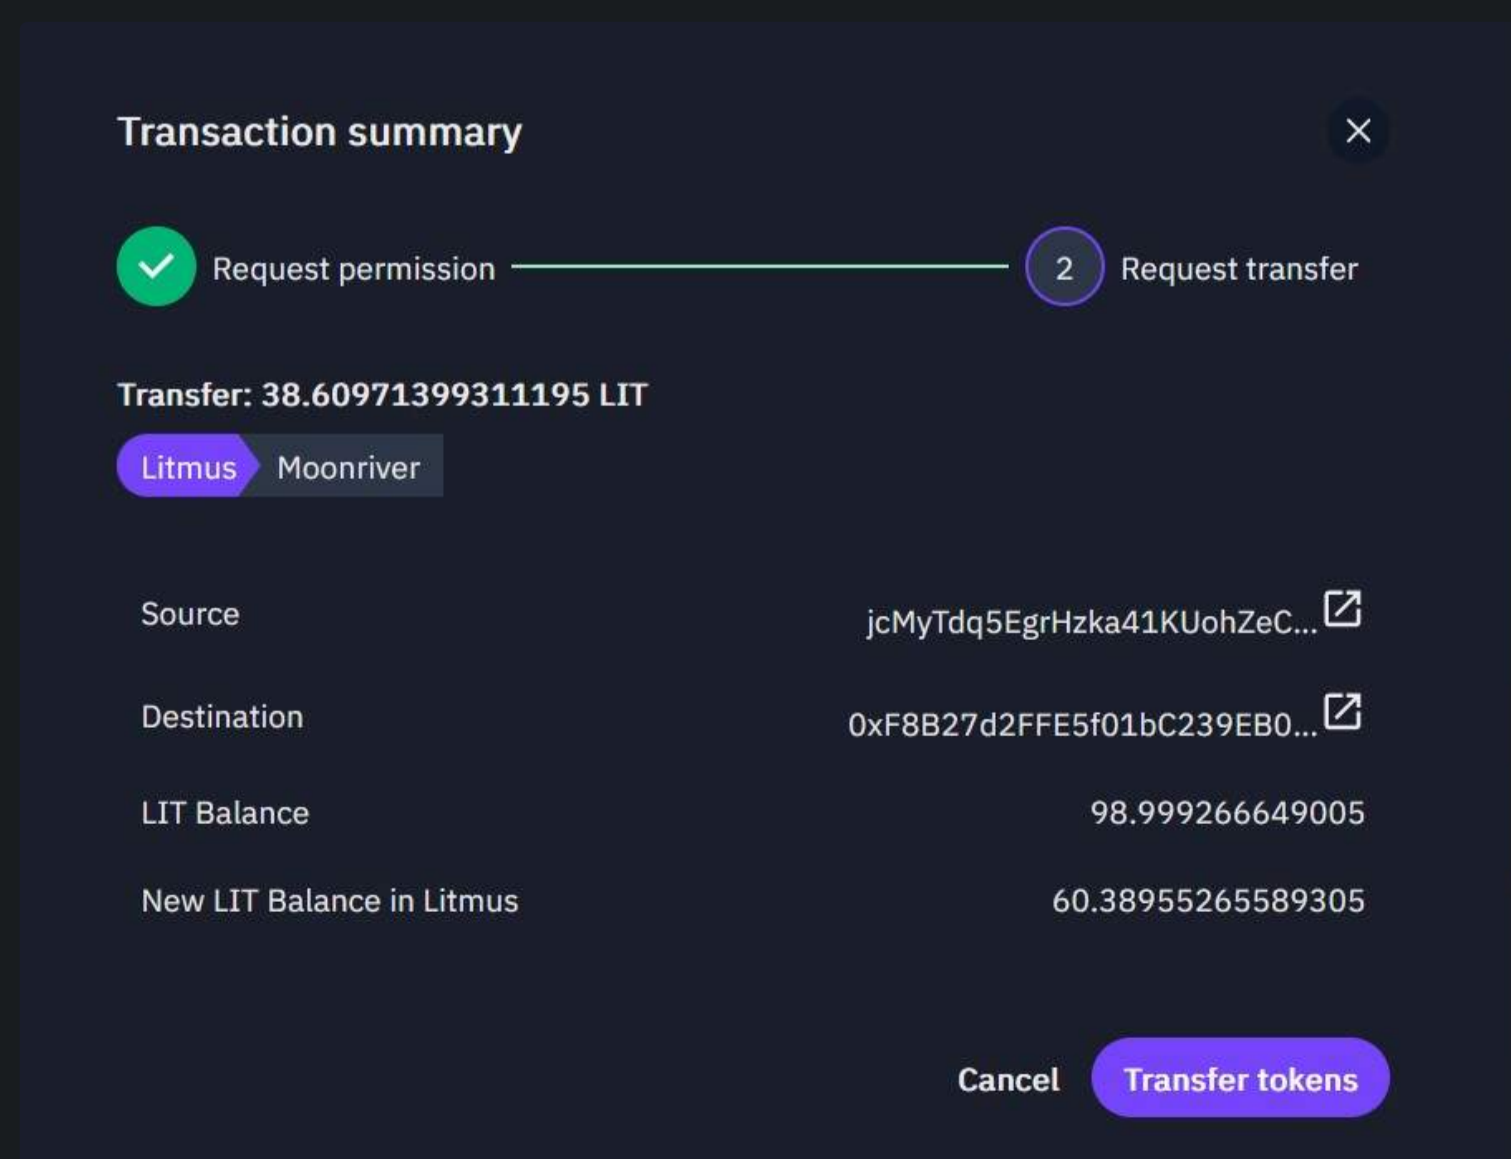 Transaction summary
Request permission 2 Request transfer
Transfer: 38.60971399311195 LIT
Litmus Moonriver
Source jcMyTdq5EgrHzka41KUohZeC...
Destination 0xF8B27d2FFE5f01bC239EB0...
LIT Balance 98.999266649005
New LIT Balance in Litmus 60.38955265589305
Cancel Transfer tokens